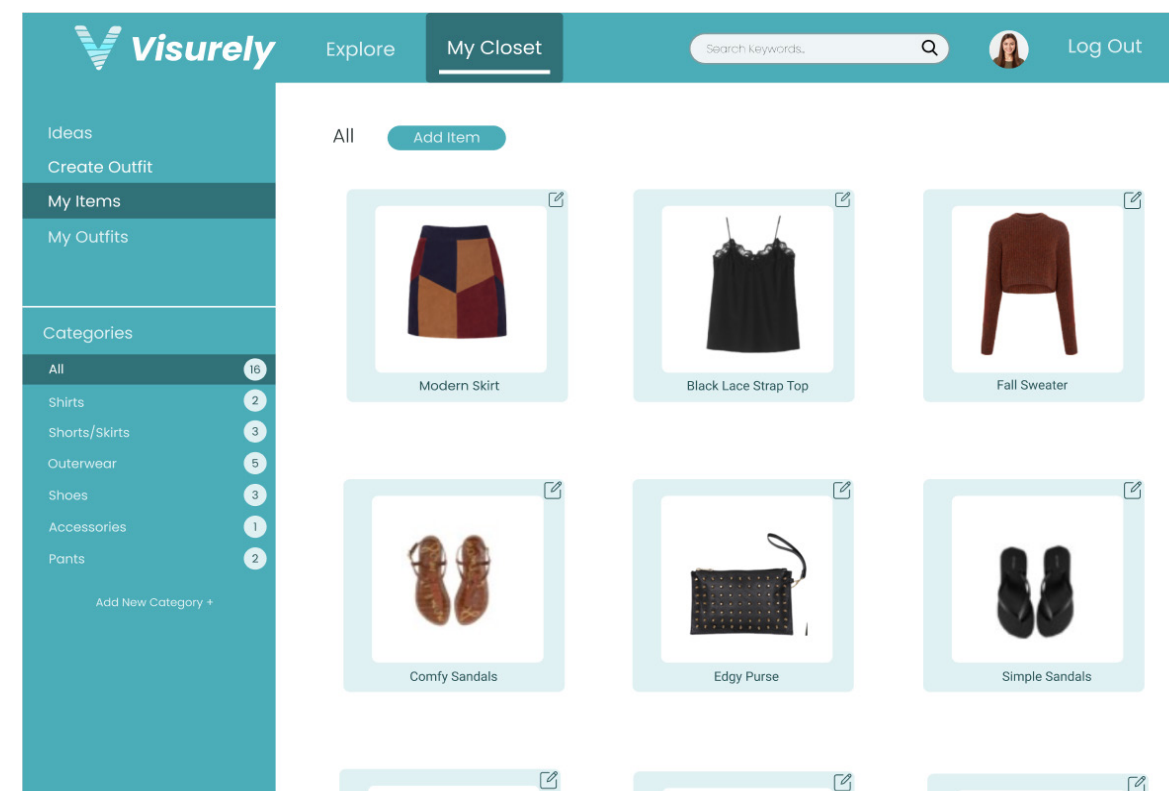 Visurely
Explore
My Closet
Search Keywords..
Log Out
Ideas
Create Outfit
My Items
My Outfits
Categories
All 16
Shirts 2
Shorts/Skirts 3
Outerwear 5
Shoes 3
Accessories 1
Pants 2
Add New Category +
All
Add Item
Modern Skirt
Black Lace Strap Top
Fall Sweater
Comfy Sandals
Edgy Purse
Simple Sandals